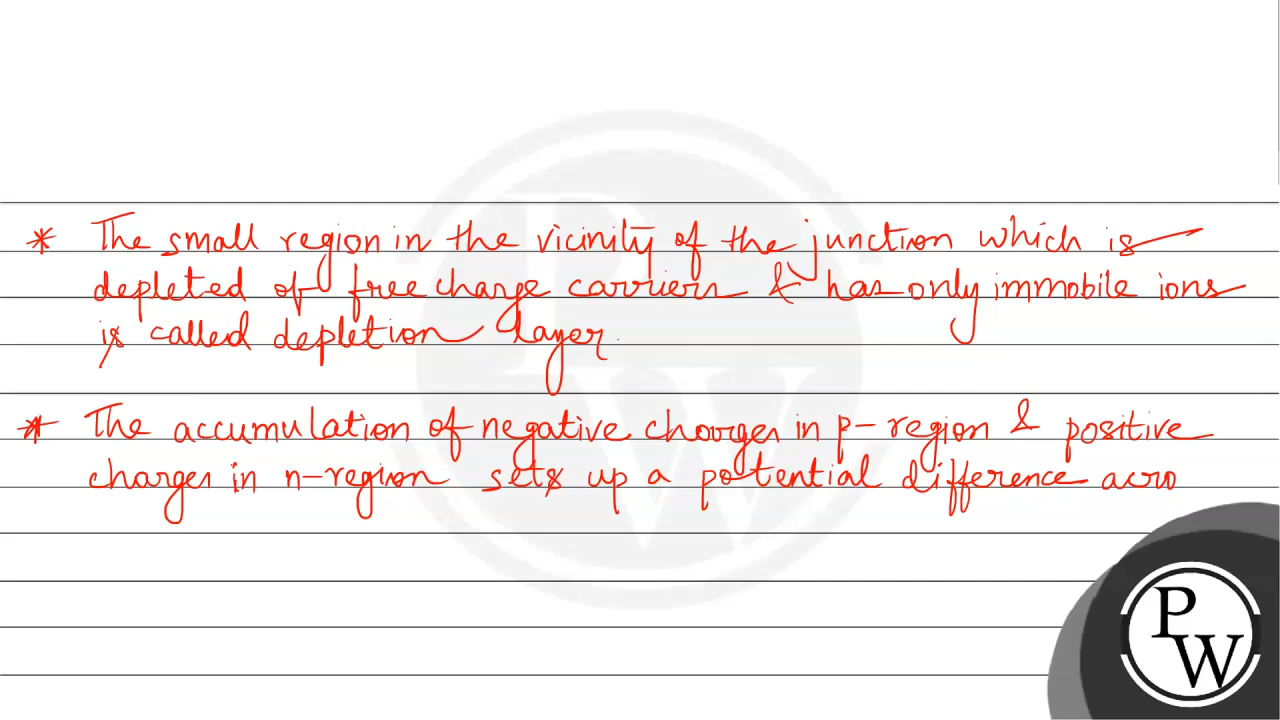 * The small region in the vicinity of the junction which is
depleted of free charge carriers & has only immobile ions
is called depletion layer.
* The accumulation of negative charges in p-region & positive
charges in n-region sets up a potential difference acro
P
W
P
W